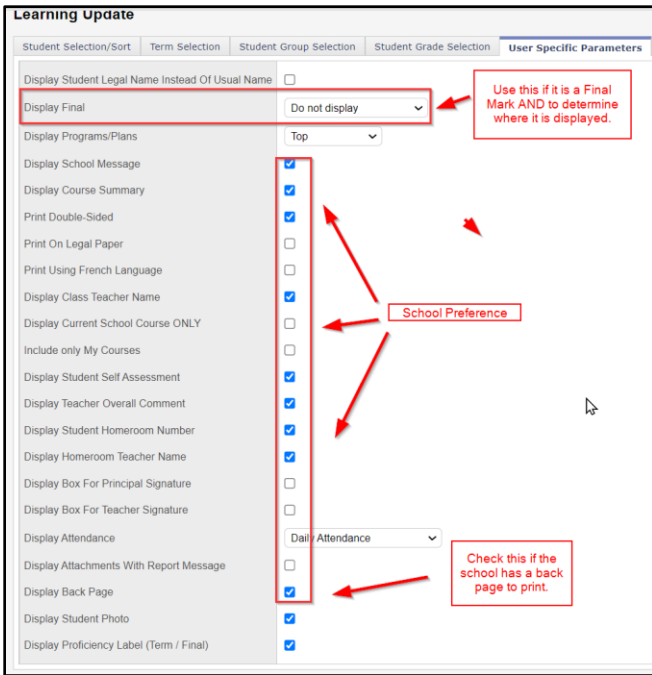 Learning Update
Student Selection/Sort Term Selection Student Group Selection Student Grade Selection User Specific Parameters
Display Student Legal Name Instead Of Usual Name
Use this if it is a Final
Mark AND to determine
where it is displayed.
Display Final Do not display
Display Programs/Plans Top
Display School Message
Display Course Summary
Print Double-Sided
Print On Legal Paper
Print Using French Language
Display Class Teacher Name
School Preference
Display Current School Course ONLY
Include only My Courses
Display Student Self Assessment
Display Teacher Overall Comment
Display Student Homeroom Number
Display Homeroom Teacher Name
Display Box For Principal Signature
Display Box For Teacher Signature
Display Attendance Daily Attendance
Check this if the
school has a back
page to print.
Display Attachments With Report Message
Display Back Page
Display Student Photo
Display Proficiency Label (Term / Final)